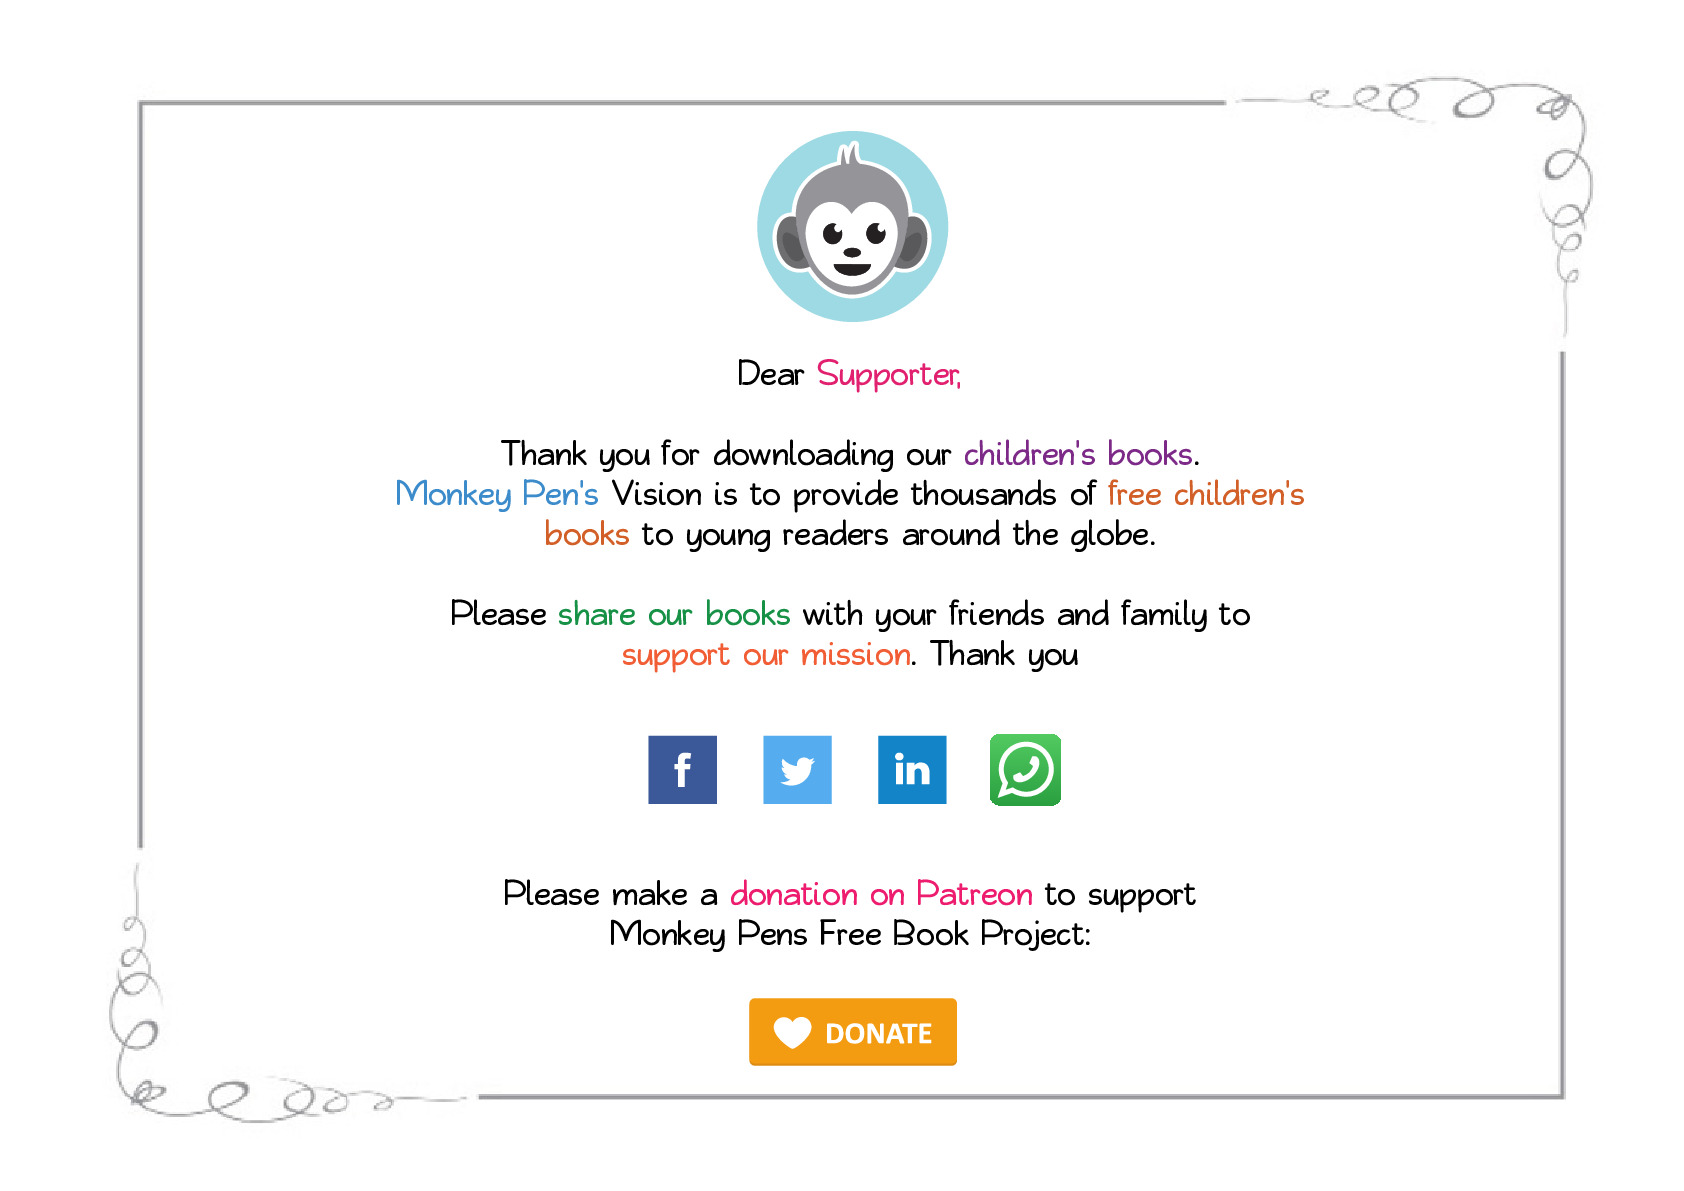 Dear Supporter,
Thank you for downloading our children's books.
Monkey Pen's Vision is to provide thousands of free children's
books to young readers around the globe.
Please share our books with your friends and family to
support our mission. Thank you
f
in
Please make a donation on Patreon to support
Monkey Pens Free Book Project:
DONATE